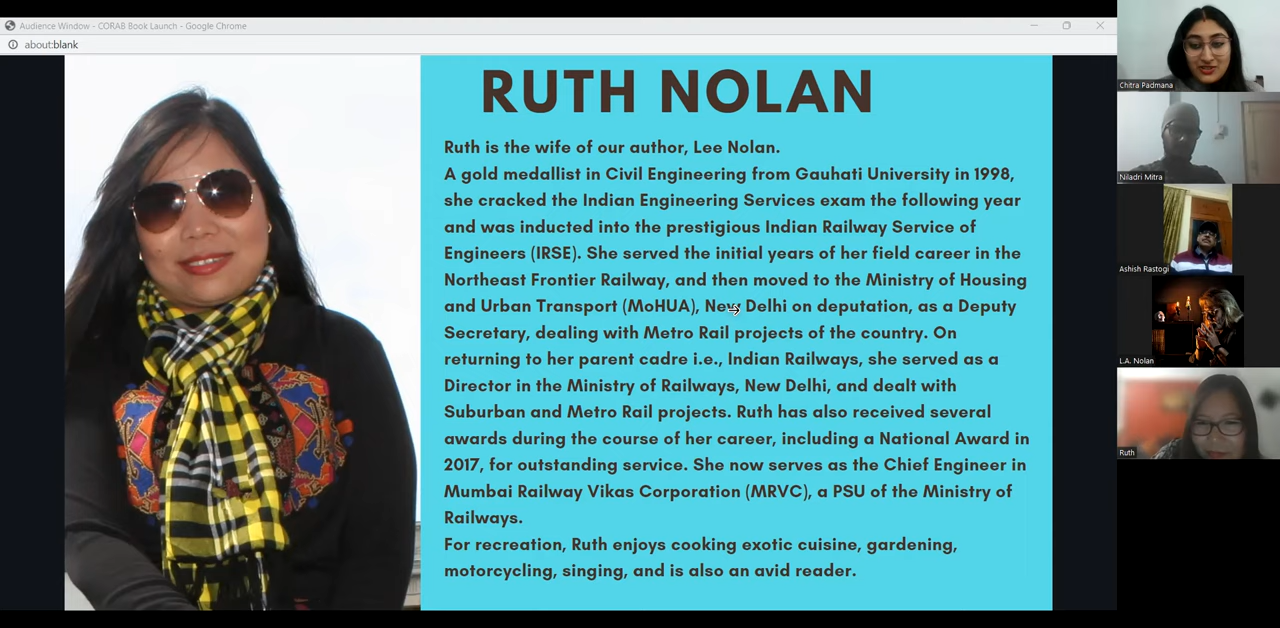 Audience Window - CORAB Book Launch - Google Chrome
about:blank
RUTH NOLAN
Ruth is the wife of our author, Lee Nolan.
A gold medallist in Civil Engineering from Gauhati University in 1998,
she cracked the Indian Engineering Services exam the following year
and was inducted into the prestigious Indian Railway Service of
Engineers (IRSE). She served the initial years of her field career in the
Northeast Frontier Railway, and then moved to the Ministry of Housing
and Urban Transport (MoHUA), New Delhi on deputation, as a Deputy
Secretary, dealing with Metro Rail projects of the country. On
returning to her parent cadre i.e., Indian Railways, she served as a
Director in the Ministry of Railways, New Delhi, and dealt with
Suburban and Metro Rail projects. Ruth has also received several
awards during the course of her career, including a National Award in
2017, for outstanding service. She now serves as the Chief Engineer in
Mumbai Railway Vikas Corporation (MRVC), a PSU of the Ministry of
Railways.
For recreation, Ruth enjoys cooking exotic cuisine, gardening,
motorcycling, singing, and is also an avid reader.
Chitra Padmana
Niladri Mitra
Ashish Rastogi
L.A. Nolan
Ruth